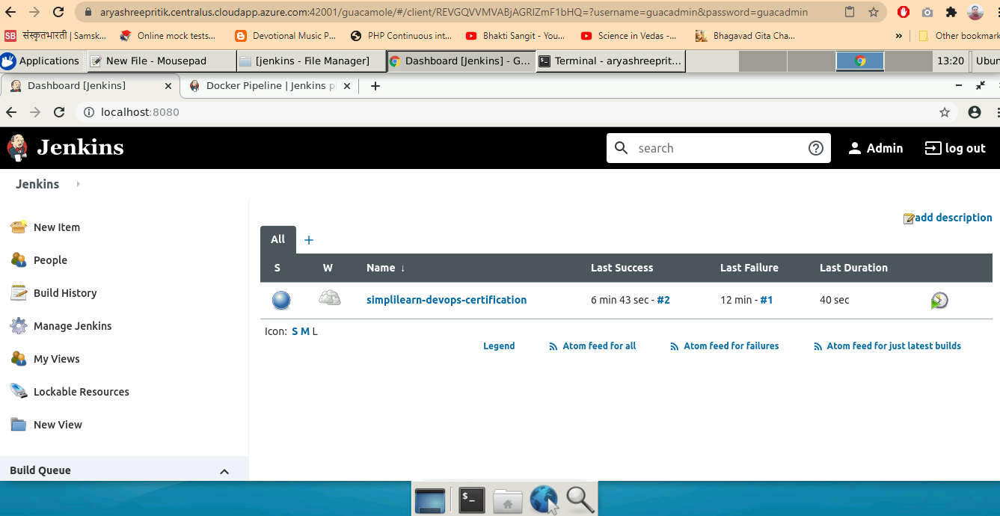 aryashreepritik.centralus.cloudapp.azure.com:42001/guacamole/#/client/REVGQVVMVABjAGRlZmF1bHQ=?username=guacadmin&password=guacadmin
SB संस्कृतभारती | Samsk... Online mock tests... Devotional Music P... PHP Continuous int... Bhakti Sangit - You... Science in Vedas -... Bhagavad Gita Cha... » Other bookmark
Applications New File - Mousepad [jenkins - File Manager] Dashboard [Jenkins] - G... Terminal - aryashreeprit... 13:20 Ubun
Dashboard [Jenkins] × Docker Pipeline | Jenkins pl × +
localhost:8080
Jenkins search Admin log out
Jenkins
add description
New Item
People
Build History
Manage Jenkins
My Views
Lockable Resources
New View
Build Queue
All +
S W Name ↓ Last Success Last Failure Last Duration
simplilearn-devops-certification 6 min 43 sec - #2 12 min - #1 40 sec
Icon: S M L
Legend Atom feed for all Atom feed for failures Atom feed for just latest builds
$_